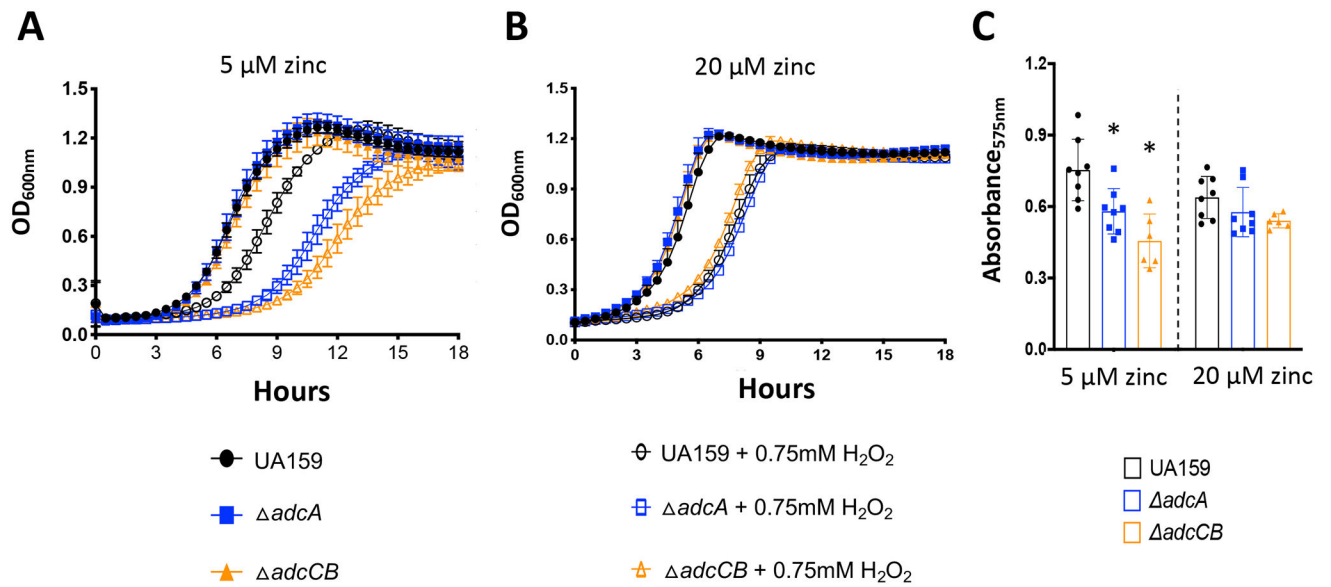 A
5 μM zinc
OD600nm
1.5
1.2
0.9
0.6
0.3
0.0
0 3 6 9 12 15 18
Hours
B
20 μM zinc
OD600nm
1.5
1.2
0.9
0.6
0.3
0.0
0 3 6 9 12 15 18
Hours
C
Absorbance575nm
1.2
0.9
0.6
0.3
0.0
* *
5 μM zinc 20 μM zinc
UA159
△adcA
△adcCB
UA159 + 0.75mM H2O2
△adcA + 0.75mM H2O2
△adcCB + 0.75mM H2O2
UA159
ΔadcA
ΔadcCB